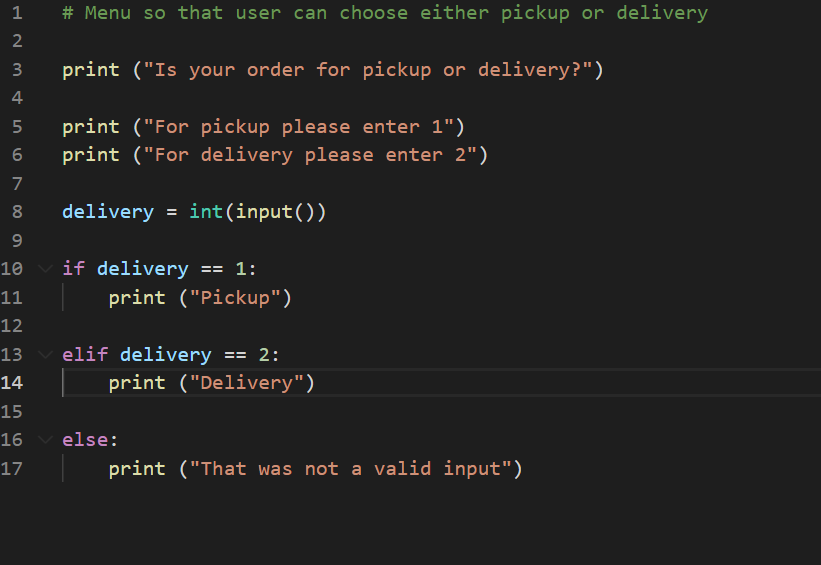 1 # Menu so that user can choose either pickup or delivery
2
3 print ("Is your order for pickup or delivery?")
4
5 print ("For pickup please enter 1")
6 print ("For delivery please enter 2")
7
8 delivery = int(input())
9
10 if delivery == 1:
11     print ("Pickup")
12
13 elif delivery == 2:
14     print ("Delivery")
15
16 else:
17     print ("That was not a valid input")